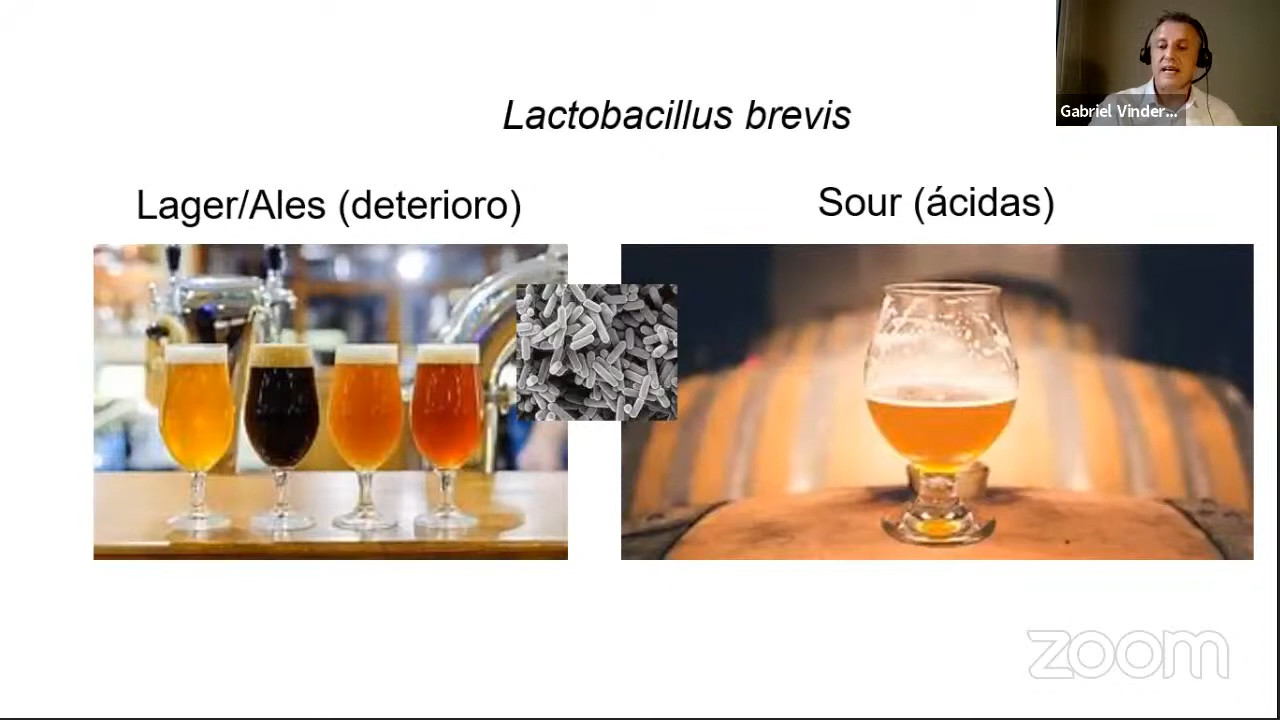 Lactobacillus brevis
Gabriel Vinder...
Lager/Ales (deterioro)
Sour (ácidas)
zoom